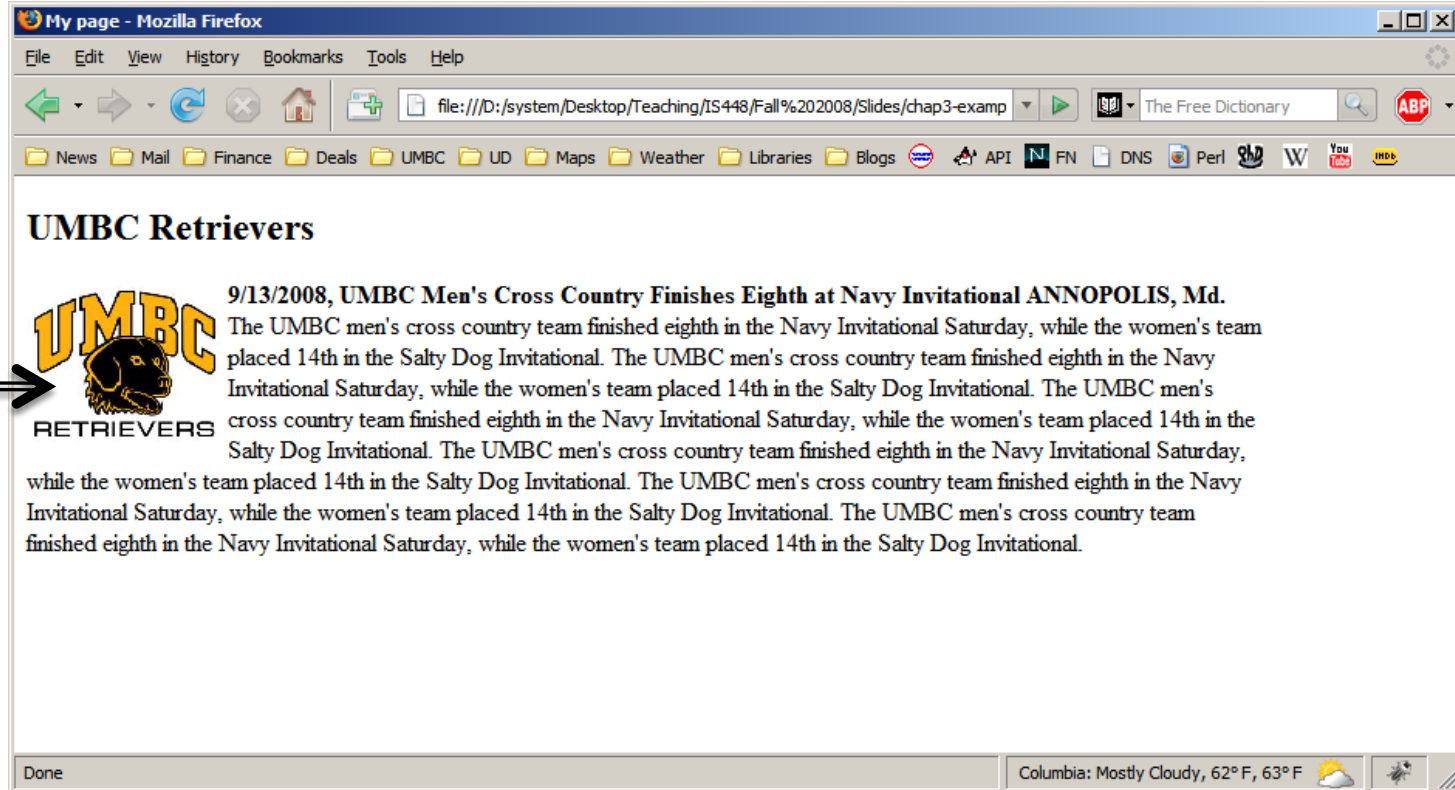 My page - Mozilla Firefox
File Edit View History Bookmarks Tools Help
file:///D:/system/Desktop/Teaching/IS448/Fall%202008/Slides/chap3-examp
The Free Dictionary
ABP
News Mail Finance Deals UMBC UD Maps Weather Libraries Blogs API N FN DNS Perl php W You Tube IMDb
UMBC Retrievers
UMBC
RETRIEVERS
9/13/2008, UMBC Men's Cross Country Finishes Eighth at Navy Invitational ANNOPOLIS, Md.
The UMBC men's cross country team finished eighth in the Navy Invitational Saturday, while the women's team
placed 14th in the Salty Dog Invitational. The UMBC men's cross country team finished eighth in the Navy
Invitational Saturday, while the women's team placed 14th in the Salty Dog Invitational. The UMBC men's
cross country team finished eighth in the Navy Invitational Saturday, while the women's team placed 14th in the
Salty Dog Invitational. The UMBC men's cross country team finished eighth in the Navy Invitational Saturday,
while the women's team placed 14th in the Salty Dog Invitational. The UMBC men's cross country team finished eighth in the Navy
Invitational Saturday, while the women's team placed 14th in the Salty Dog Invitational. The UMBC men's cross country team
finished eighth in the Navy Invitational Saturday, while the women's team placed 14th in the Salty Dog Invitational.
Done
Columbia: Mostly Cloudy, 62° F, 63° F